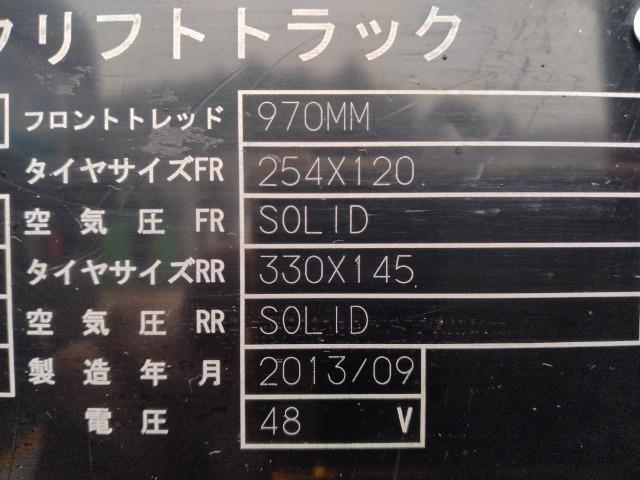 クリフトトラック
フロントトレッド 970MM
タイヤサイズFR 254X120
空気圧 FR SOLID
タイヤサイズRR 330X145
空気圧 RR SOLID
製造年月 2013/09
電圧 48 V